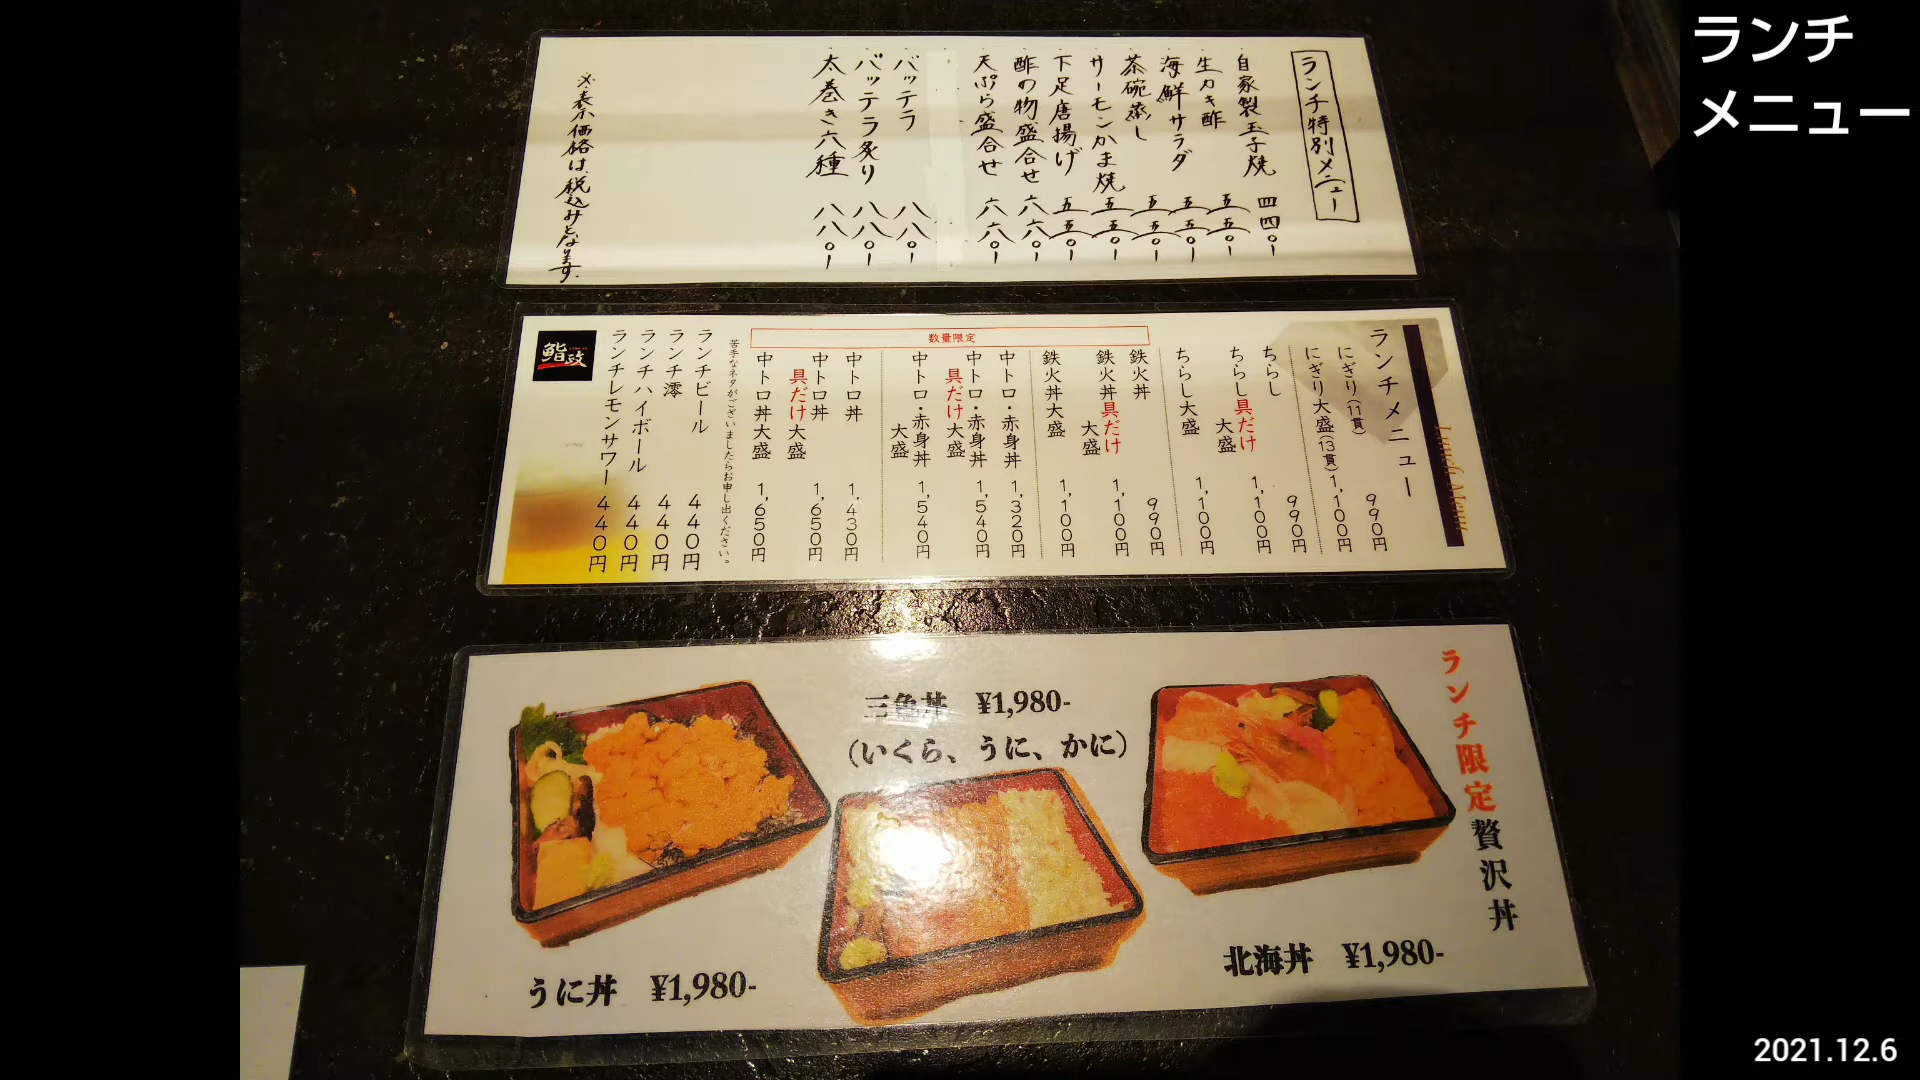 ランチ
メニュー
ランチ特別メニュー
自家製玉子焼 四四〇ー
生カキ酢 五五〇ー
海鮮サラダ 五五〇ー
茶碗蒸し 五五〇ー
サーモンかま焼 五五〇ー
下足唐揚げ 五五〇ー
酢の物盛合せ 六六〇ー
天ぷら盛合せ 六六〇ー
バッテラ 八八〇ー
バッテラ炙り 八八〇ー
太巻き六種 八八〇ー
※表示価格は、税込みとなります。
Lunch Menu
ランチメニュー
にぎり(11貫) 990円
にぎり大盛(13貫) 1,100円
ちらし 990円
ちらし具だけ大盛 1,100円
ちらし大盛 1,100円
数量限定
鉄火丼 990円
鉄火丼具だけ大盛 1,100円
鉄火丼大盛 1,100円
中トロ・赤身丼 1,320円
中トロ・赤身丼具だけ大盛 1,540円
中トロ・赤身丼大盛 1,540円
中トロ丼 1,430円
中トロ丼具だけ大盛 1,650円
中トロ丼大盛 1,650円
苦手なネタがございましたらお申し出ください。
ランチビール 440円
ランチ澪 440円
ランチハイボール 440円
ランチレモンサワー 440円
鮨政
ランチ限定贅沢丼
北海丼 ¥1,980-
三色丼 ¥1,980-
(いくら、うに、かに)
うに丼 ¥1,980-
2021.12.6